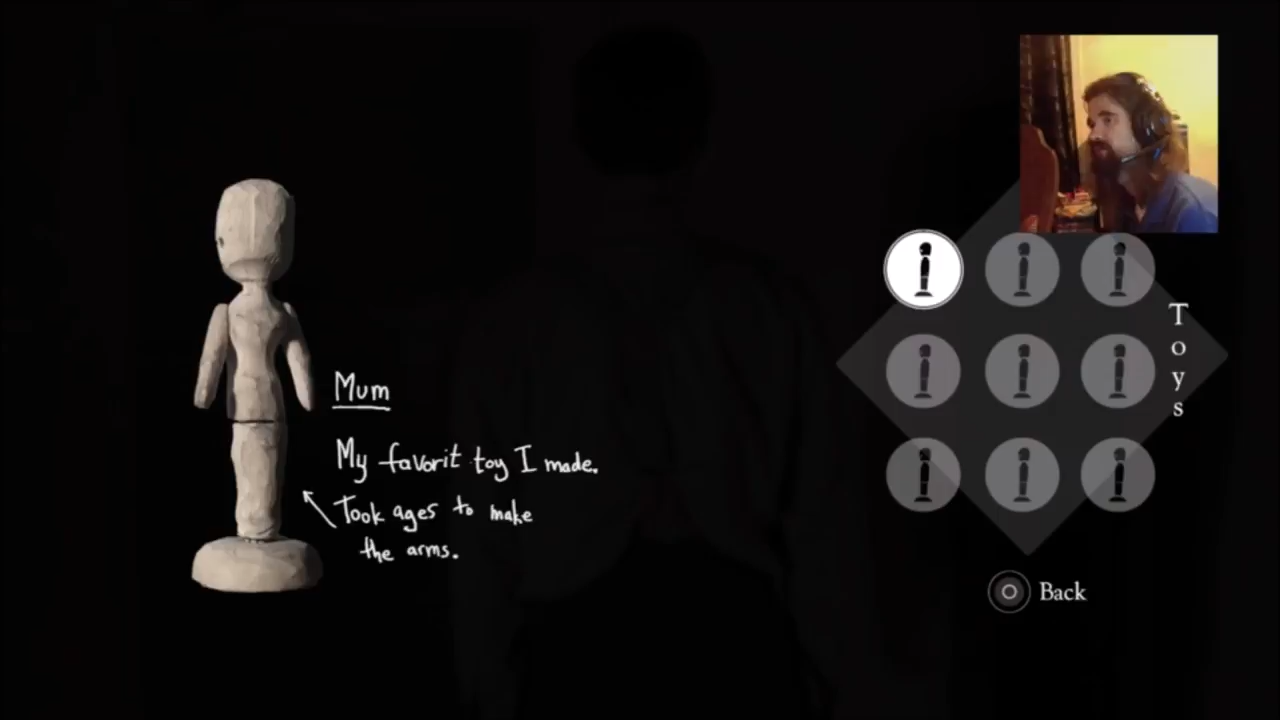 Mum
My favorit toy I made.
Took ages to make
the arms.
Toys
Back